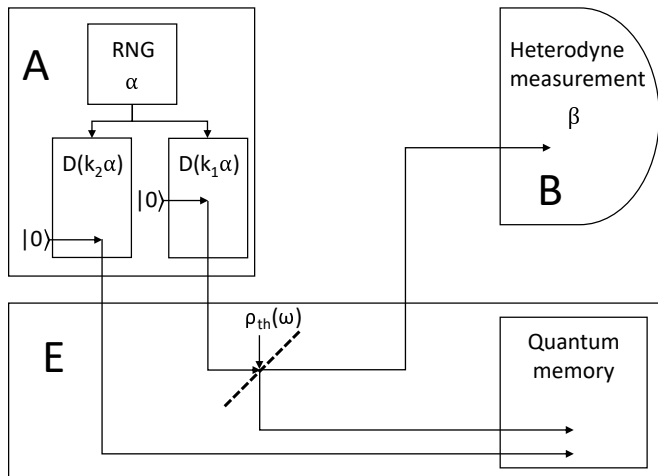 A
RNG
α
D(k₂α)
D(k₁α)
|0⟩
|0⟩
Heterodyne
measurement
β
B
E
ρth(ω)
Quantum
memory